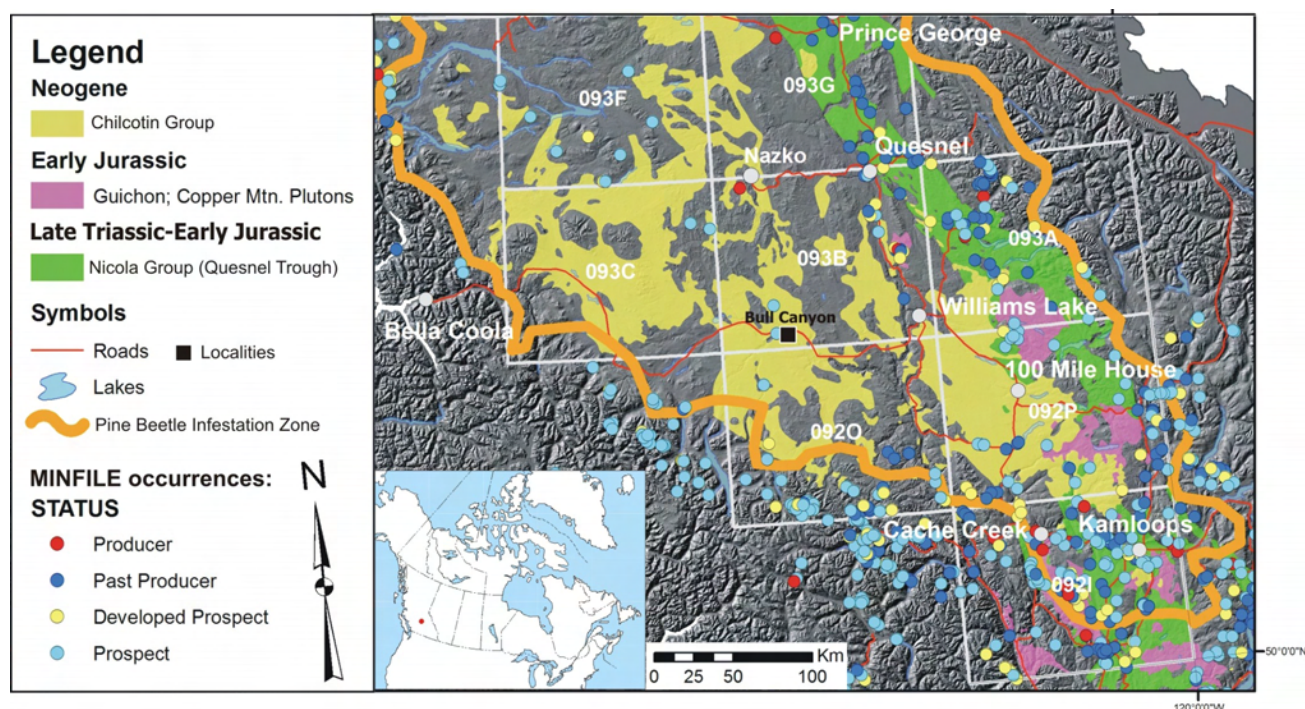 Legend
Neogene
Chilcotin Group
Early Jurassic
Guichon; Copper Mtn. Plutons
Late Triassic-Early Jurassic
Nicola Group (Quesnel Trough)
Symbols
Roads
Localities
Lakes
Pine Beetle Infestation Zone
MINFILE occurrences:
STATUS
N
Producer
Past Producer
Developed Prospect
Prospect
Prince George
093F
093G
Nazko
Quesnel
093C
093B
093A
Bella Coola
Bull Canyon
Williams Lake
100 Mile House
092P
092O
Cache Creek
Kamloops
092I
Km
0 25 50 100
50°0'0"N
120°0'0"W